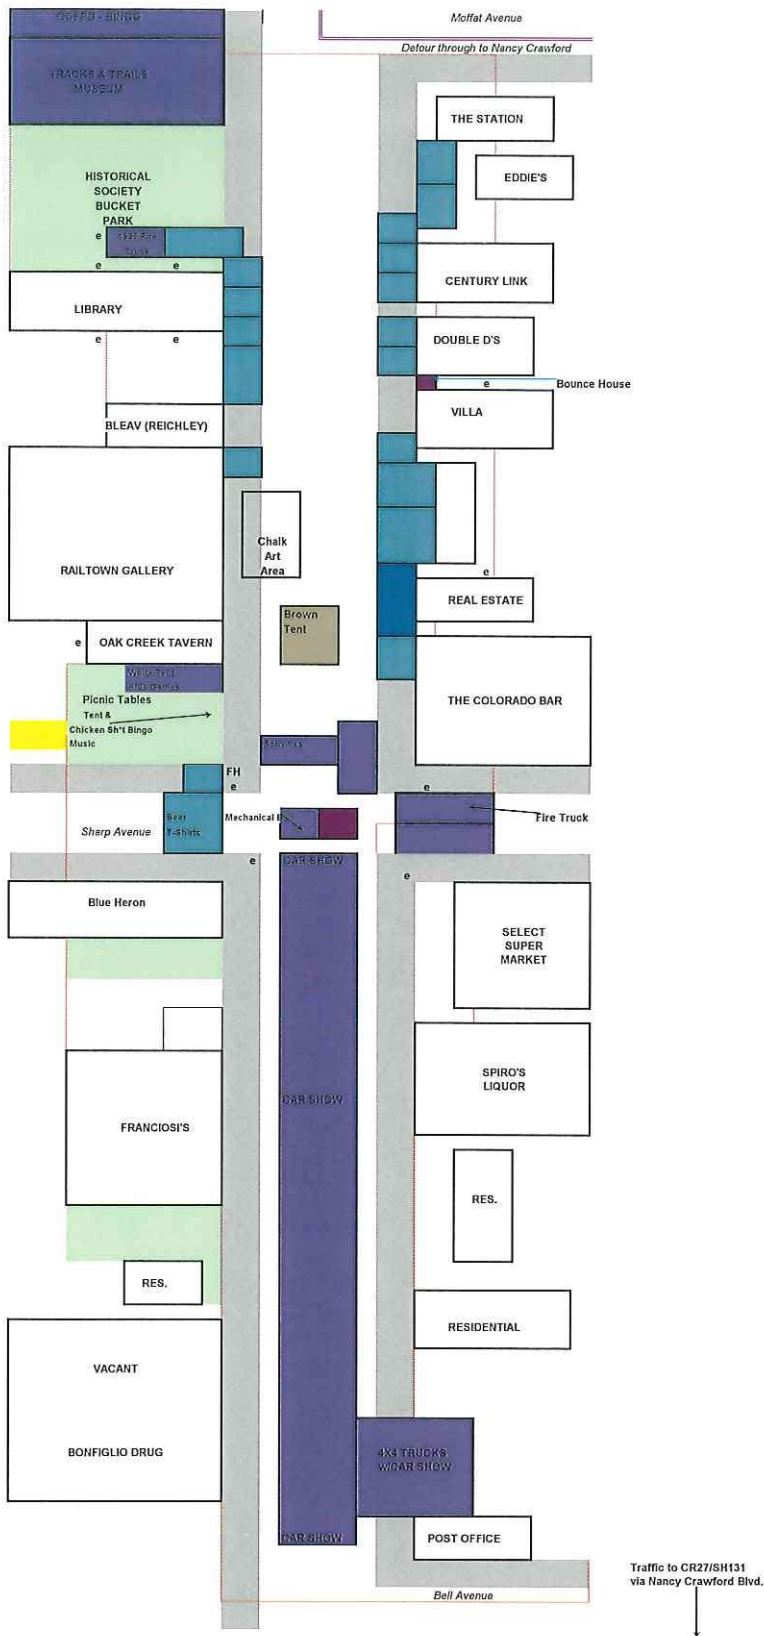 Moffat Avenue
Detour through to Nancy Crawford
TRACKS & TRAILS
MUSEUM
THE STATION
EDDIE'S
HISTORICAL
SOCIETY
BUCKET
PARK
e
Truck
e
e
CENTURY LINK
LIBRARY
e
e
DOUBLE D'S
e
Bounce House
BLEAV (REICHLEY)
VILLA
Chalk
Art
Area
RAILTOWN GALLERY
e
REAL ESTATE
Brown
Tent
e
OAK CREEK TAVERN
White Tent
Picnic Tables
Tent &
Chicken Sh*t Bingo
Music
THE COLORADO BAR
FH
e
e
Beer
T-Shirts
Sharp Avenue
Mechanical B
Fire Truck
e
CAR SHOW
e
Blue Heron
SELECT
SUPER
MARKET
SPIRO'S
LIQUOR
CAR SHOW
FRANCIOSI'S
RES.
RES.
RESIDENTIAL
VACANT
BONFIGLIO DRUG
4X4 TRUCKS
w/CAR SHOW
CAR SHOW
POST OFFICE
Bell Avenue
Traffic to CR27/SH131
via Nancy Crawford Blvd.